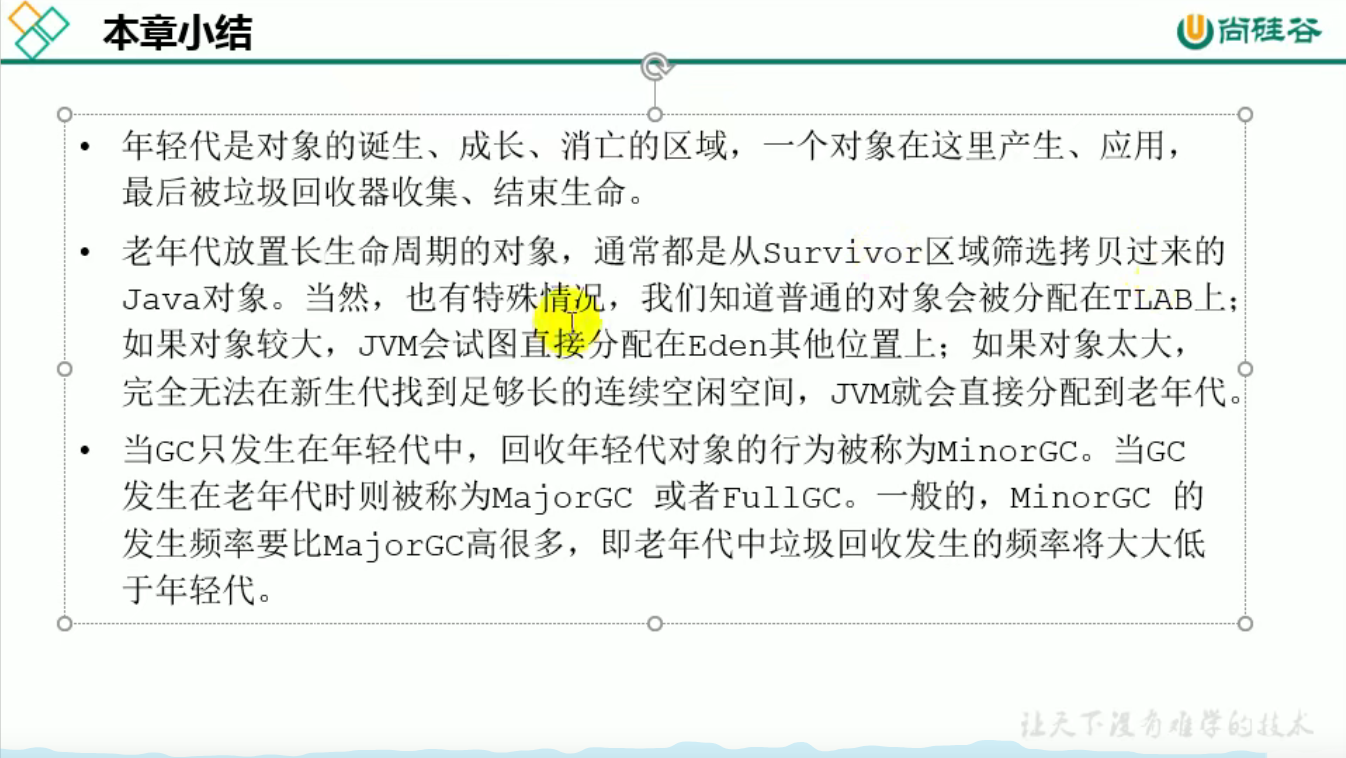 本章小结
尚硅谷
• 年轻代是对象的诞生、成长、消亡的区域，一个对象在这里产生、应用，
最后被垃圾回收器收集、结束生命。
• 老年代放置长生命周期的对象，通常都是从Survivor区域筛选拷贝过来的
Java对象。当然，也有特殊情况，我们知道普通的对象会被分配在TLAB上；
如果对象较大，JVM会试图直接分配在Eden其他位置上；如果对象太大，
完全无法在新生代找到足够长的连续空闲空间，JVM就会直接分配到老年代。
• 当GC只发生在年轻代中，回收年轻代对象的行为被称为MinorGC。当GC
发生在老年代时则被称为MajorGC 或者FullGC。一般的，MinorGC 的
发生频率要比MajorGC高很多，即老年代中垃圾回收发生的频率将大大低
于年轻代。
让天下没有难学的技术